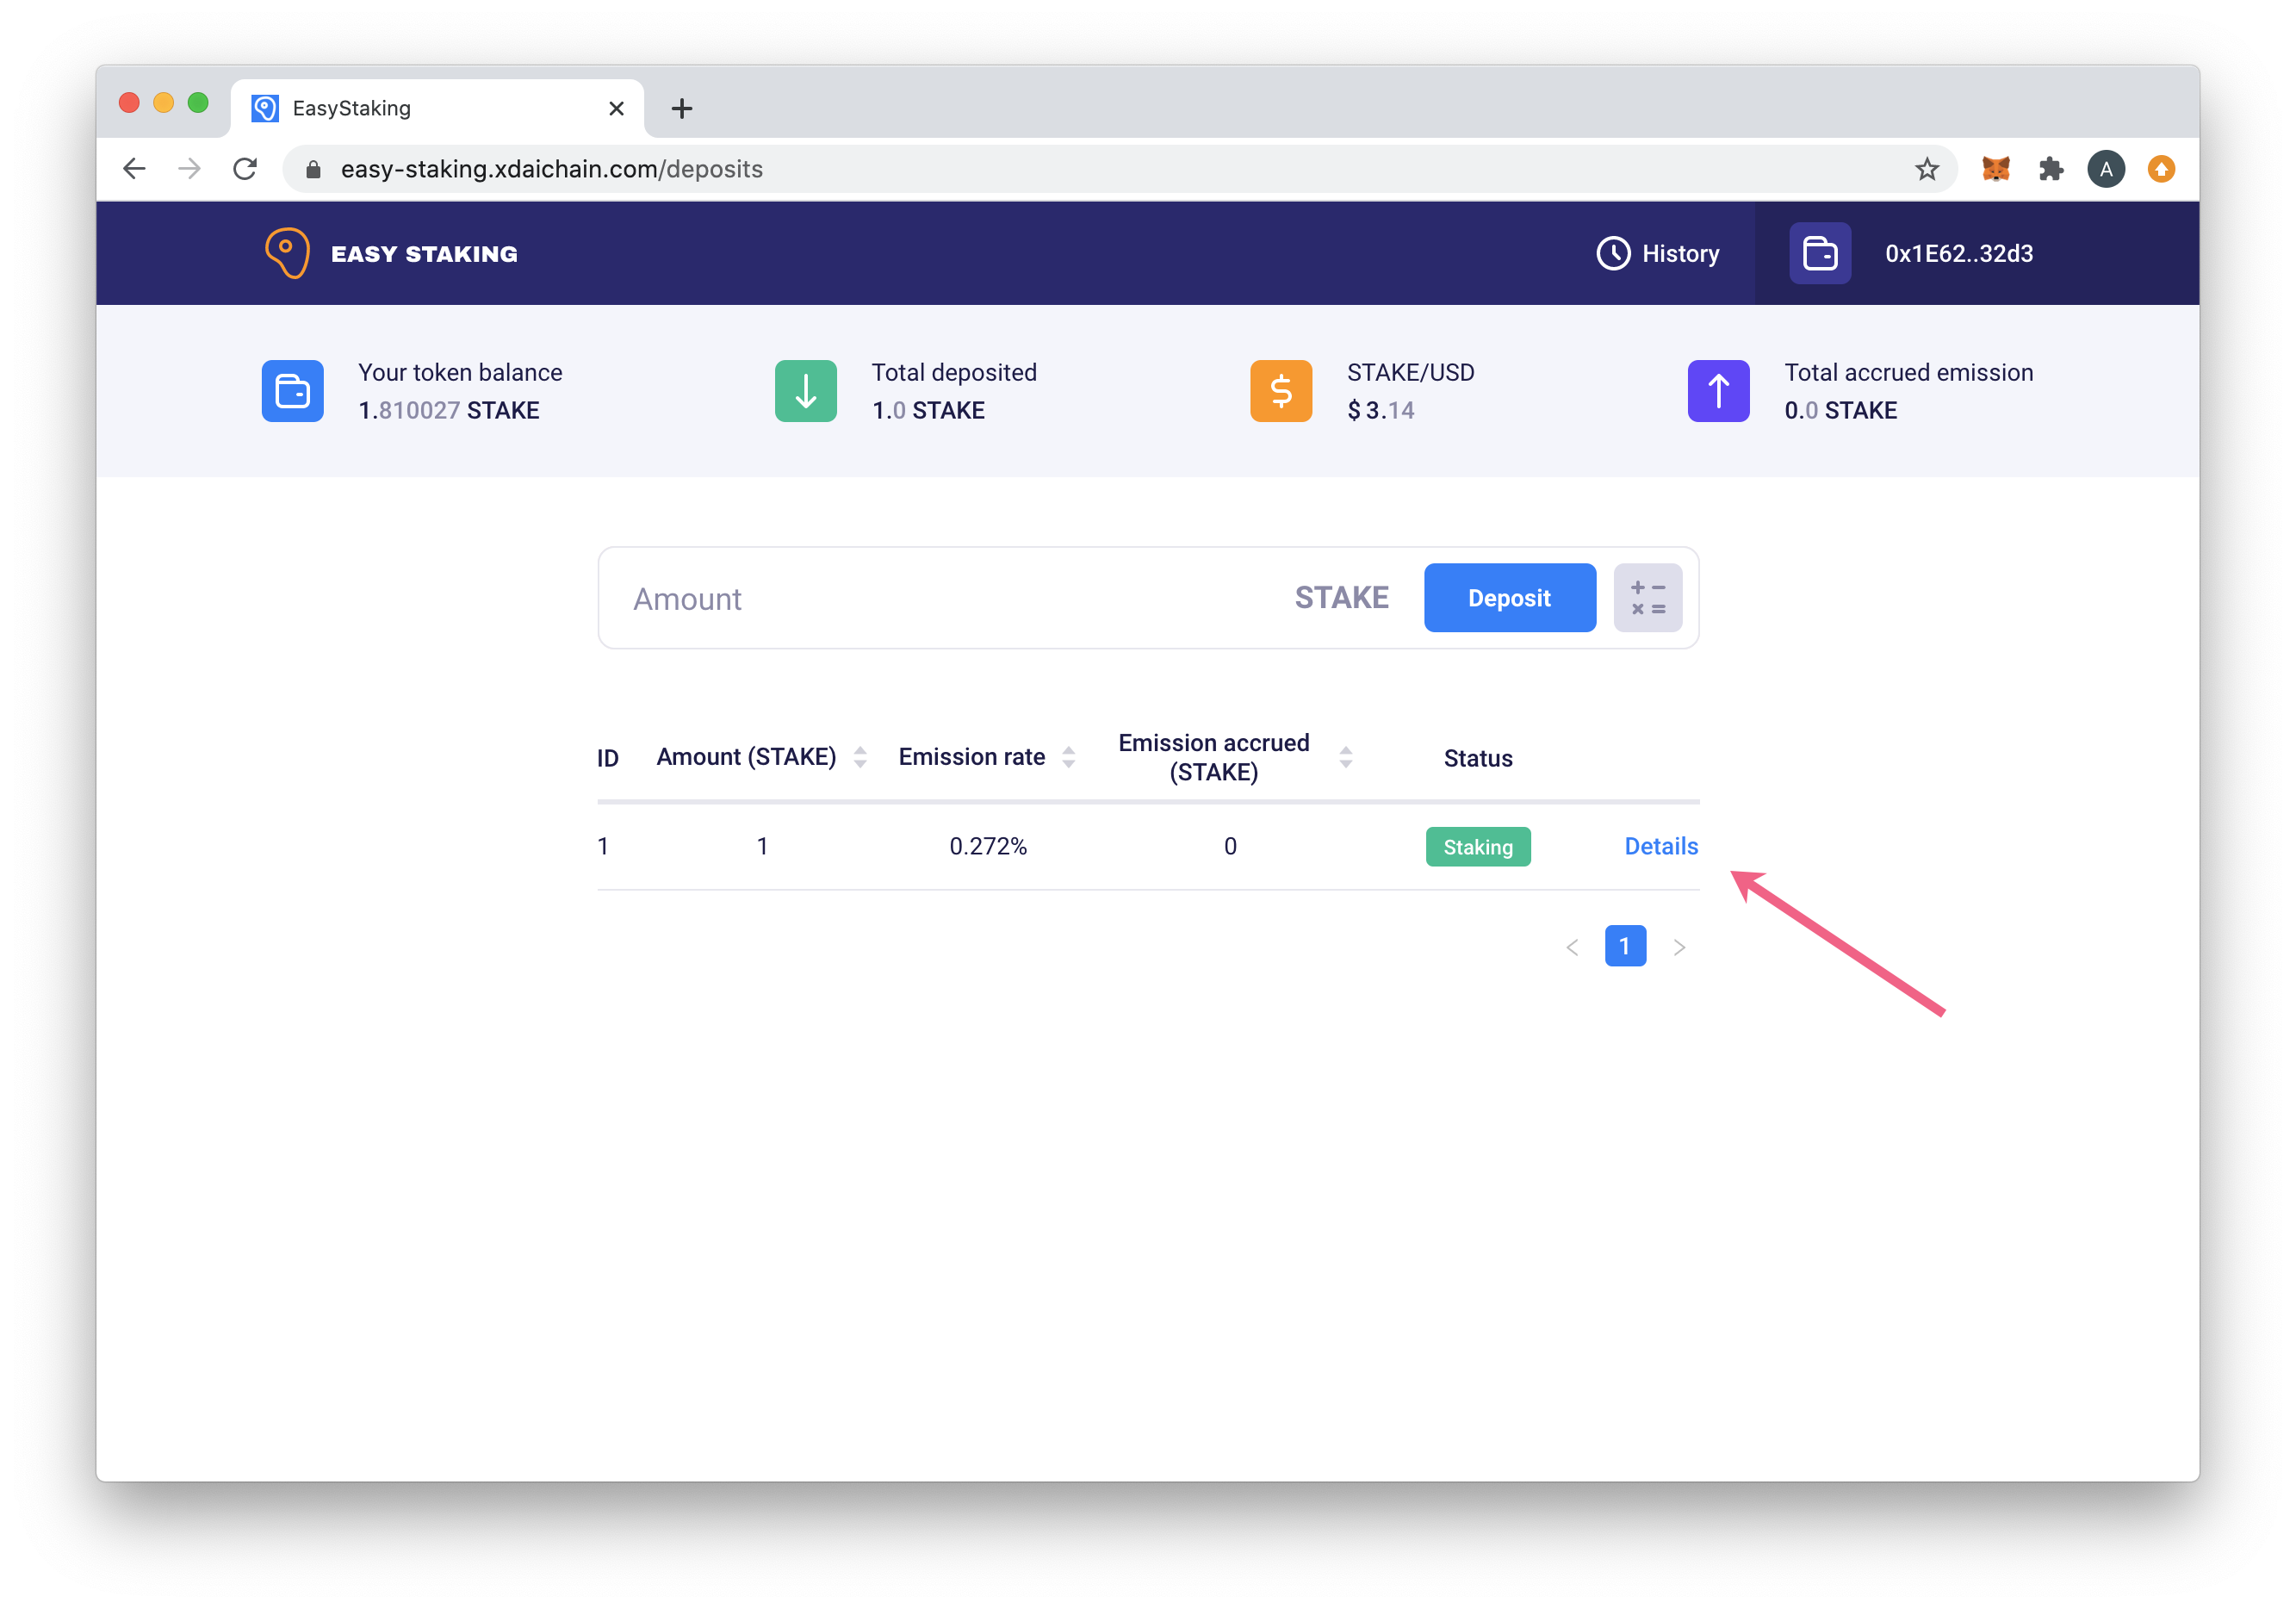 EasyStaking
easy-staking.xdaichain.com/deposits
A
EASY STAKING
History
0x1E62..32d3
Your token balance
1.810027 STAKE
Total deposited
1.0 STAKE
STAKE/USD
$ 3.14
Total accrued emission
0.0 STAKE
Amount
STAKE
Deposit
ID Amount (STAKE) Emission rate Emission accrued (STAKE) Status
1 1 0.272% 0 Staking Details
< 1 >